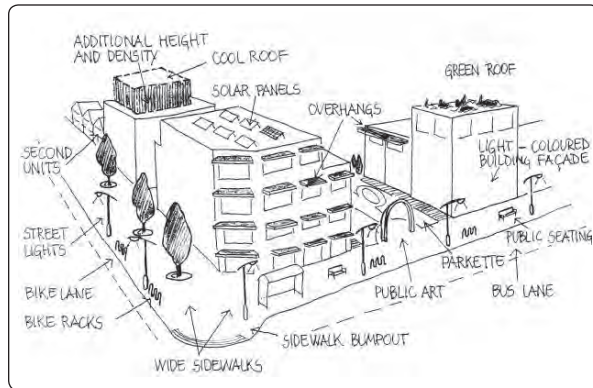 ADDITIONAL HEIGHT
AND DENSITY
COOL ROOF
SOLAR PANELS
OVERHANGS
GREEN ROOF
LIGHT - COLOURED
BUILDING FAÇADE
SECOND
UNITS
STREET
LIGHTS
PUBLIC SEATING
PARKETTE
BIKE LANE
PUBLIC ART
BUS LANE
BIKE RACKS
SIDEWALK BUMPOUT
WIDE SIDEWALKS